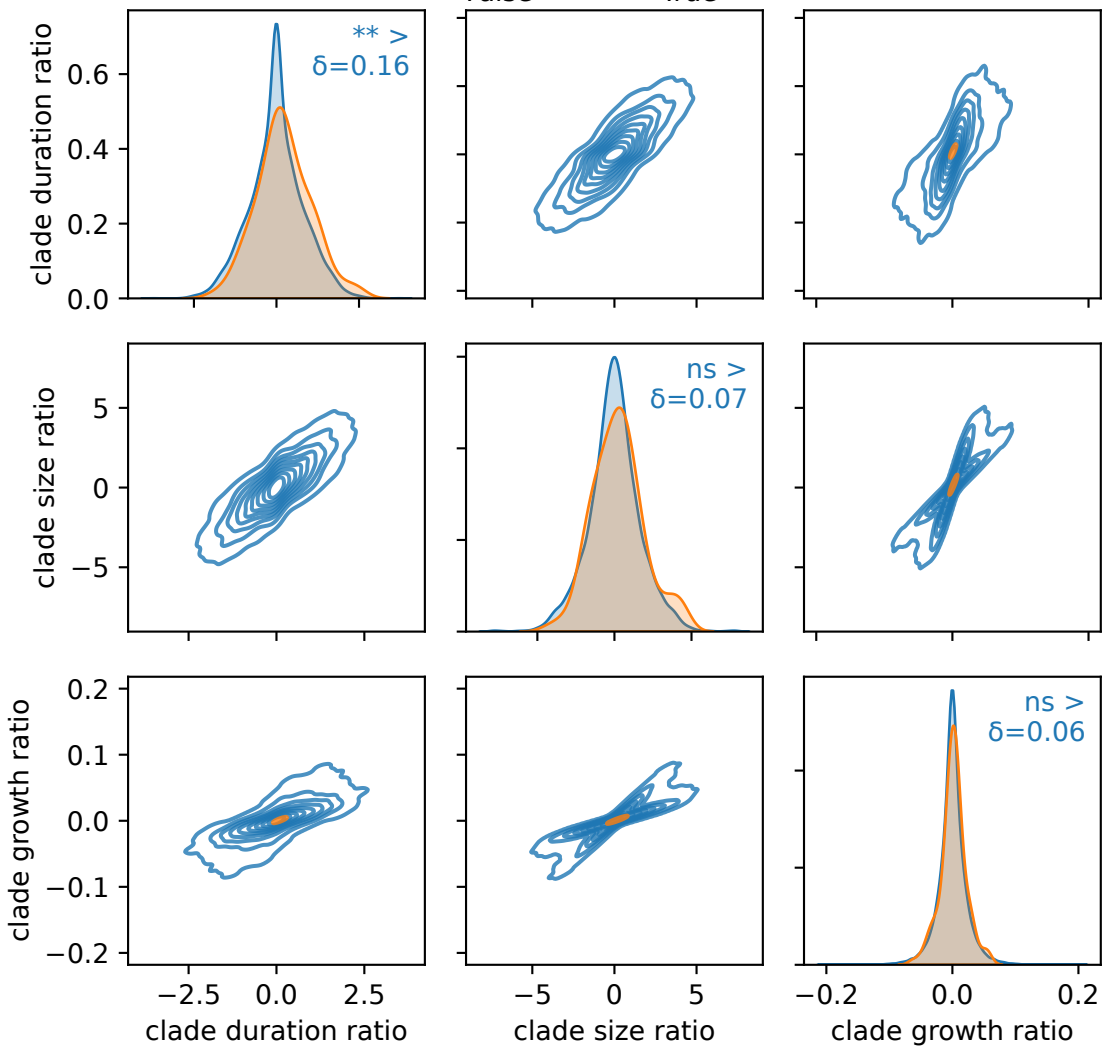 ** >
δ=0.16
0.6
0.4
0.2
0.0
clade duration ratio
ns >
δ=0.07
5
0
−5
clade size ratio
ns >
δ=0.06
0.2
0.1
0.0
−0.1
−0.2
clade growth ratio
−2.5 0.0 2.5
clade duration ratio
−5 0 5
clade size ratio
−0.2 0.0 0.2
clade growth ratio